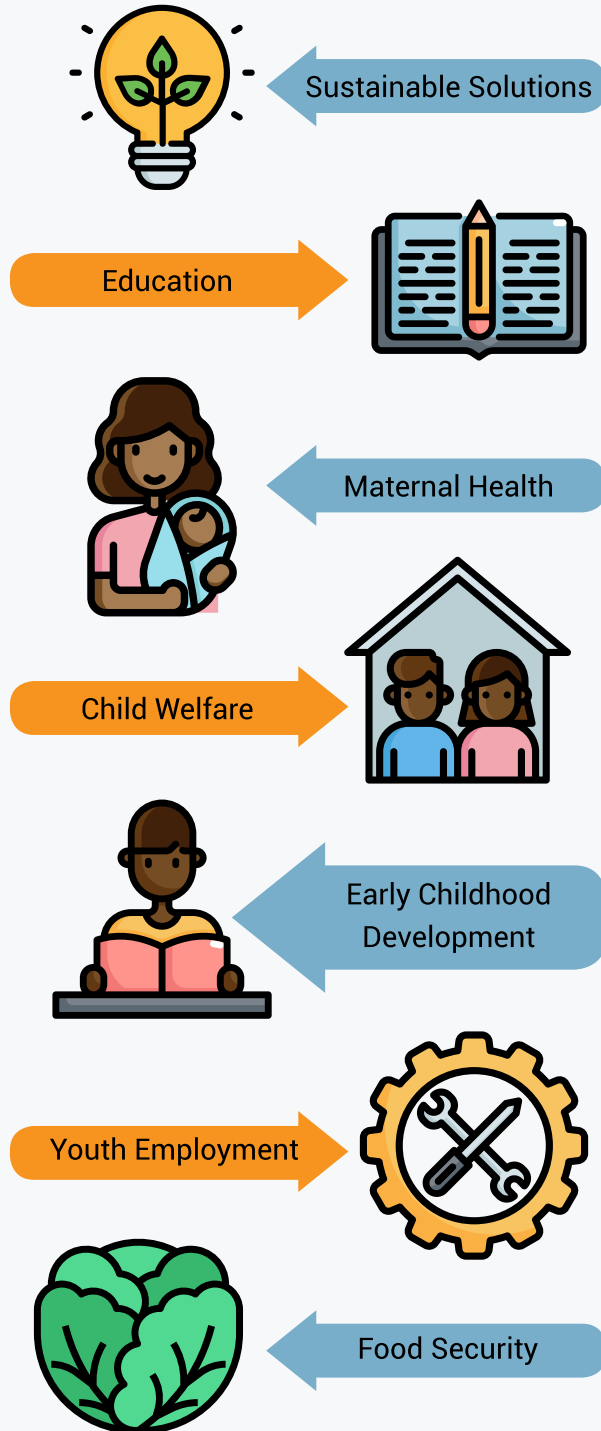 Sustainable Solutions
Education
Maternal Health
Child Welfare
Early Childhood
Development
Youth Employment
Food Security